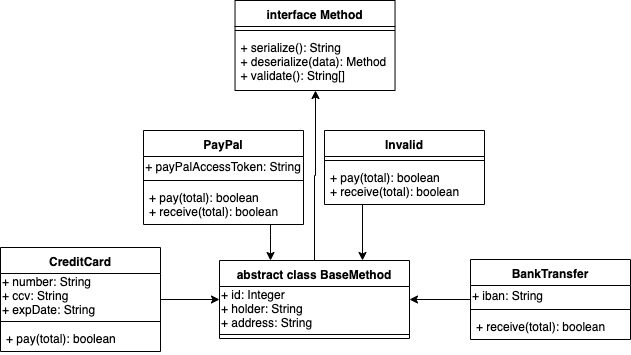 interface Method
+ serialize(): String
+ deserialize(data): Method
+ validate(): String[]
PayPal
+ payPalAccessToken: String
+ pay(total): boolean
+ receive(total): boolean
Invalid
+ pay(total): boolean
+ receive(total): boolean
CreditCard
+ number: String
+ ccv: String
+ expDate: String
+ pay(total): boolean
abstract class BaseMethod
+ id: Integer
+ holder: String
+ address: String
BankTransfer
+ iban: String
+ receive(total): boolean